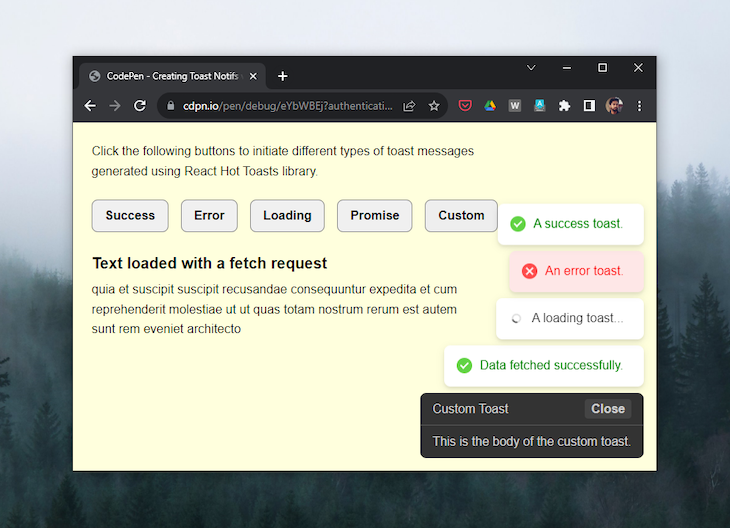 CodePen - Creating Toast Notifs
cdpn.io/pen/debug/eYbWBEj?authenticati...
W
Click the following buttons to initiate different types of toast messages
generated using React Hot Toasts library.
Success Error Loading Promise Custom
A success toast.
Text loaded with a fetch request
An error toast.
quia et suscipit suscipit recusandae consequuntur expedita et cum
reprehenderit molestiae ut ut quas totam nostrum rerum est autem
sunt rem eveniet architecto
A loading toast...
Data fetched successfully.
Custom Toast Close
This is the body of the custom toast.